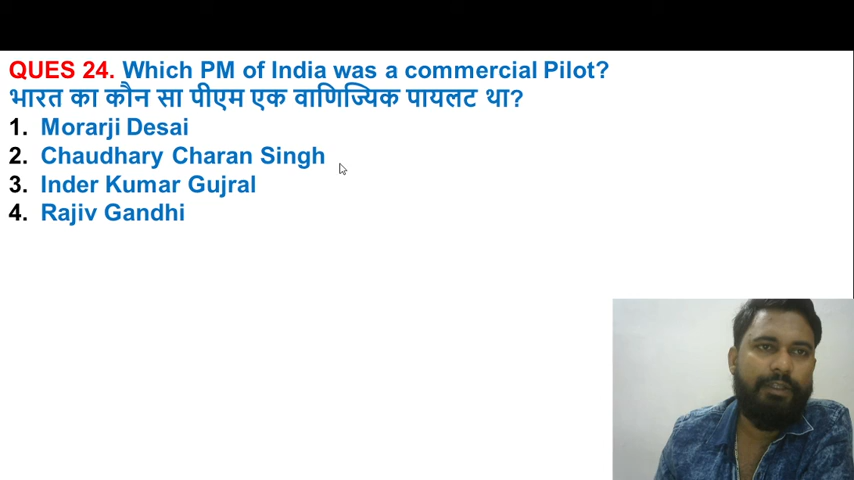 QUES 24. Which PM of India was a commercial Pilot?
भारत का कौन सा पीएम एक वाणिज्यिक पायलट था?
1. Morarji Desai
2. Chaudhary Charan Singh
3. Inder Kumar Gujral
4. Rajiv Gandhi